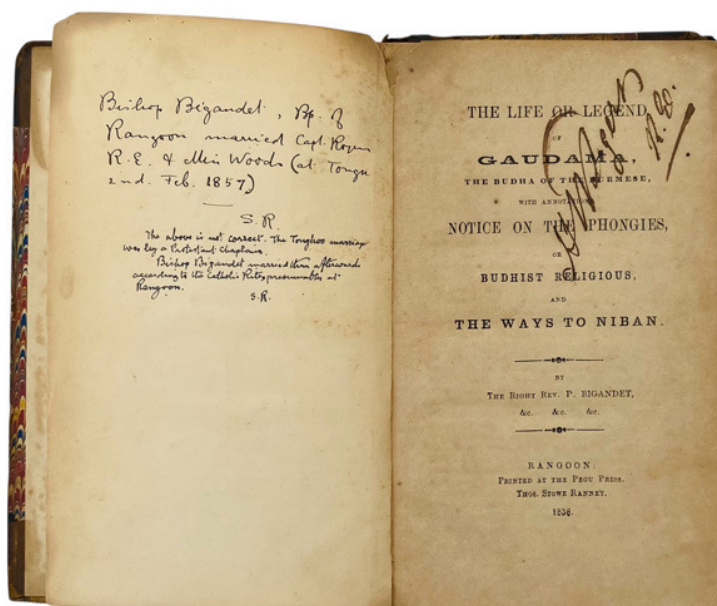 Bishop Bigandet, Bp. of
Rangoon married Capt. Rogers
R.E. & Miss Woods (at Tongu
2nd. Feb. 1857)
S.R.
The above is not correct. The Tonghoo marriage
was by a Protestant Chaplain.
Bishop Bigandet married them afterwards
according to the Catholic Rites, presumably at
Rangoon.
S.R.
THE LIFE OR LEGEND
OF
GAUDAMA,
THE BUDHA OF THE BURMESE,
WITH ANNOTATIONS.
NOTICE ON THE PHONGIES,
OR
BUDHIST RELIGIOUS,
AND
THE WAYS TO NIBAN.
BY
THE RIGHT REV. P. BIGANDET,
&c. &c. &c.
RANGOON:
PRINTED AT THE PEGU PRESS.
THOS. STOWE RANNEY.
1858.
R.E.